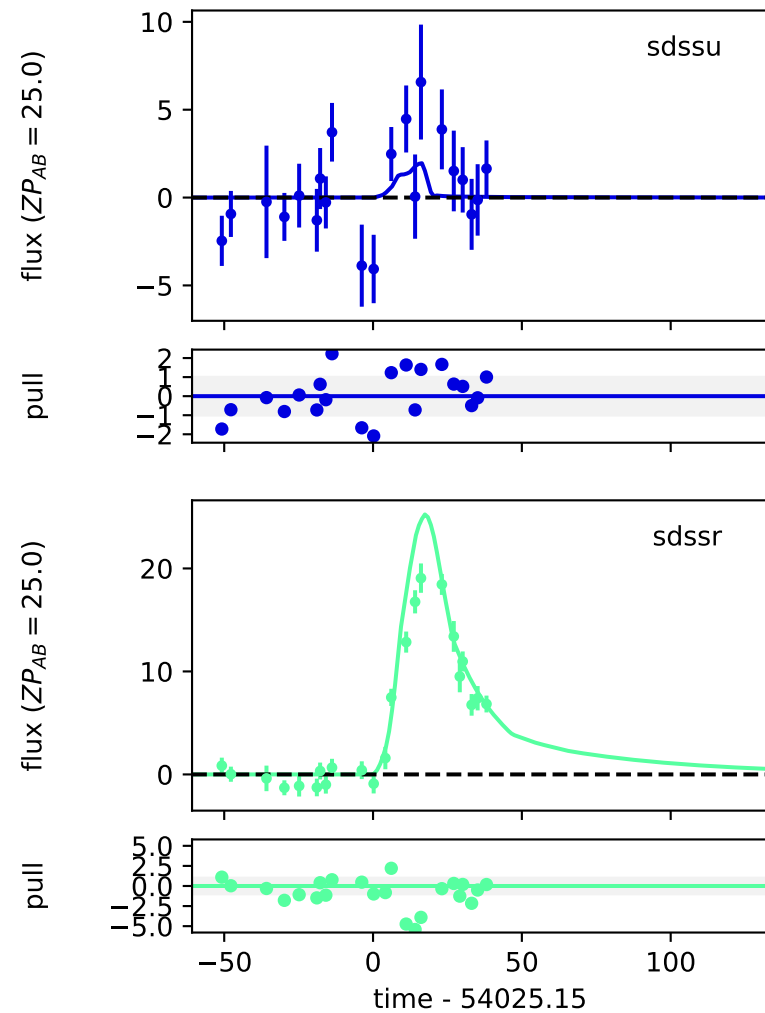 10
5
0
−5
flux (ZP_AB = 25.0)
sdssu
2
1
0
−1
−2
pull
20
10
0
flux (ZP_AB = 25.0)
sdssr
5.0
2.5
0.0
−2.5
−5.0
pull
−50 0 50 100
time - 54025.15